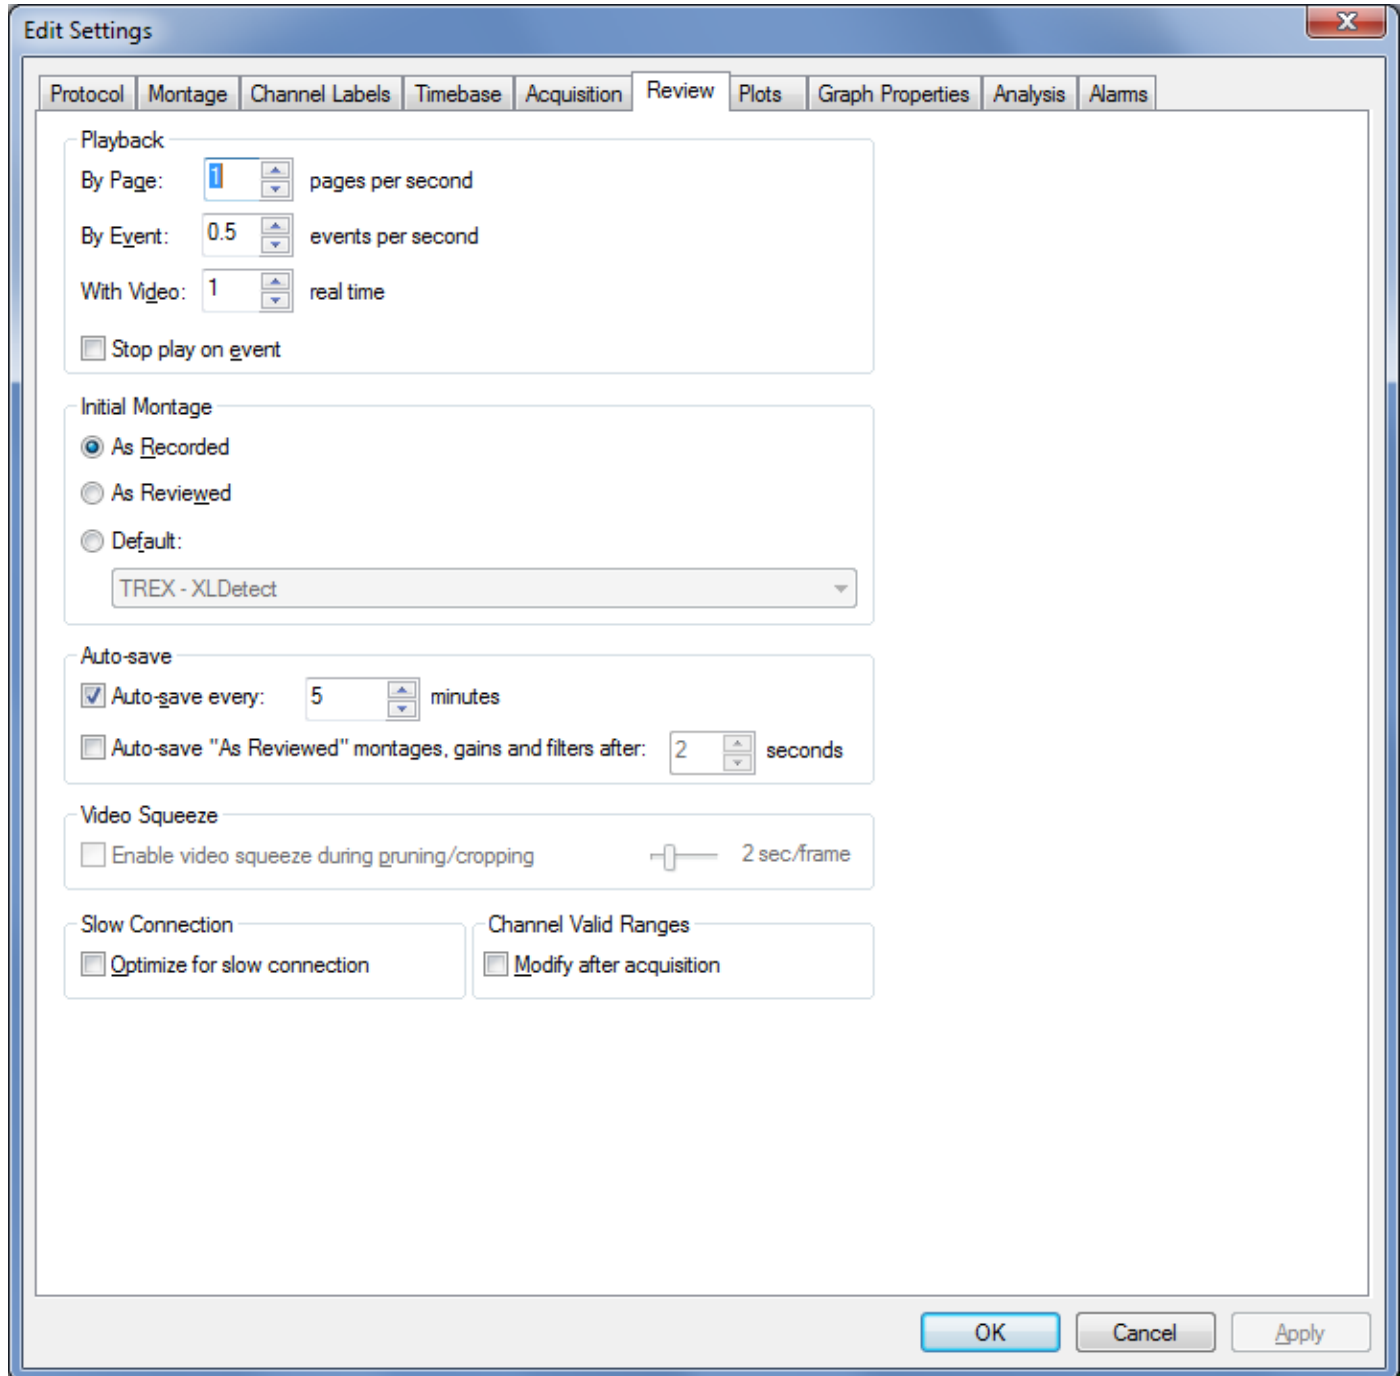 Edit Settings
Protocol Montage Channel Labels Timebase Acquisition Review Plots Graph Properties Analysis Alarms
Playback
By Page: 1 pages per second
By Event: 0.5 events per second
With Video: 1 real time
Stop play on event
Initial Montage
As Recorded
As Reviewed
Default:
TREX - XLDetect
Auto-save
Auto-save every: 5 minutes
Auto-save "As Reviewed" montages, gains and filters after: 2 seconds
Video Squeeze
Enable video squeeze during pruning/cropping 2 sec/frame
Slow Connection Channel Valid Ranges
Optimize for slow connection Modify after acquisition
OK Cancel Apply